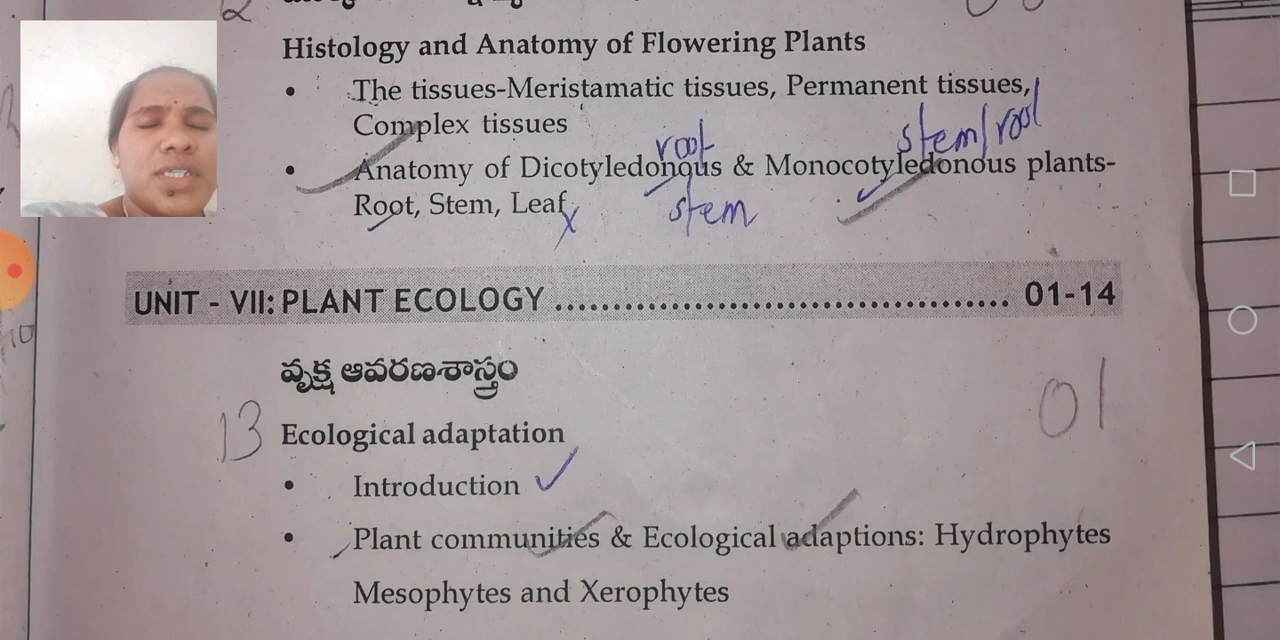 Histology and Anatomy of Flowering Plants
• The tissues-Meristamatic tissues, Permanent tissues,
Complex tissues
root stem/root
• Anatomy of Dicotyledonous & Monocotyledonous plants-
Root, Stem, Leaf x stem
UNIT - VII: PLANT ECOLOGY ........................................ 01-14
వృక్ష ఆవరణశాస్త్రం
01
13 Ecological adaptation
• Introduction
• Plant communities & Ecological adaptions: Hydrophytes
Mesophytes and Xerophytes